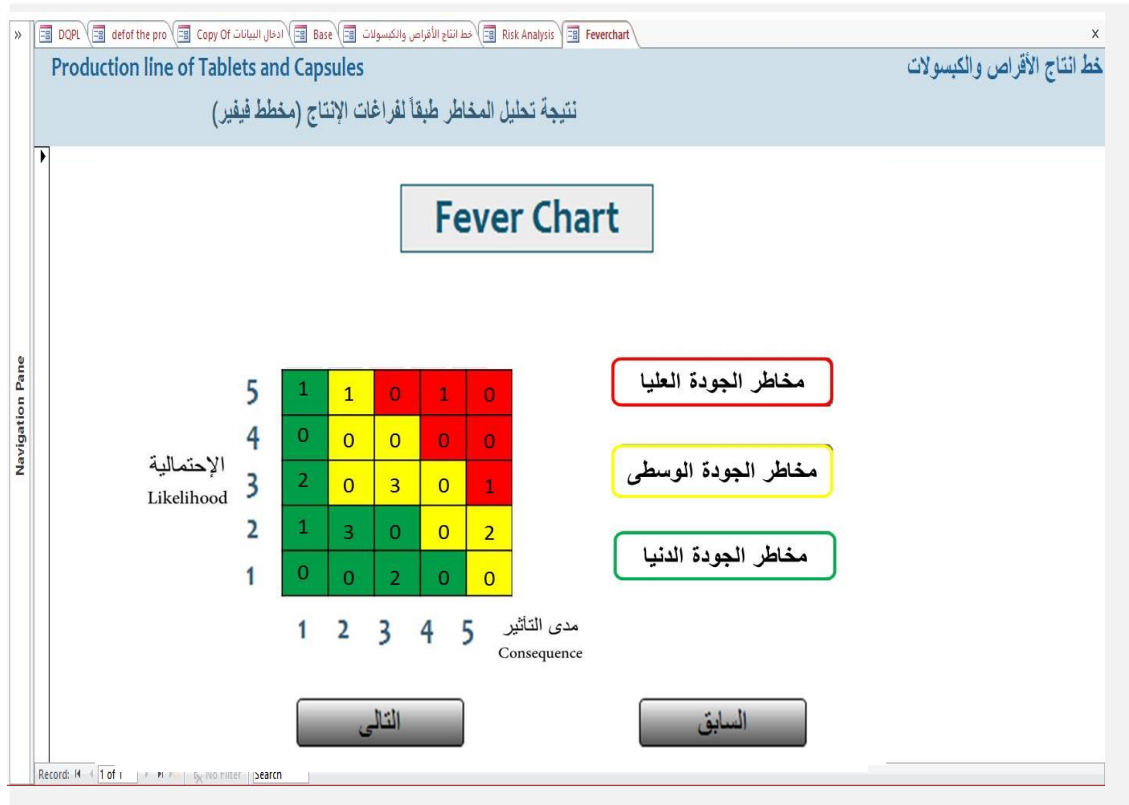 DQPL defof the pro Copy Of ادخال البيانات Base خط انتاج الأقراص والكبسولات Risk Analysis Feverchart X
Production line of Tablets and Capsules خط انتاج الأقراص والكبسولات
نتيجة تحليل المخاطر طبقاً لفراغات الإنتاج (مخطط فيفير)
Navigation Pane
Fever Chart
5 1 1 0 1 0
4 0 0 0 0 0
3 2 0 3 0 1
2 1 3 0 0 2
1 0 0 2 0 0
الإحتمالية
Likelihood
1 2 3 4 5
مدى التأثير
Consequence
مخاطر الجودة العليا
مخاطر الجودة الوسطى
مخاطر الجودة الدنيا
التالى السابق
Record: 1 of No Filter Search